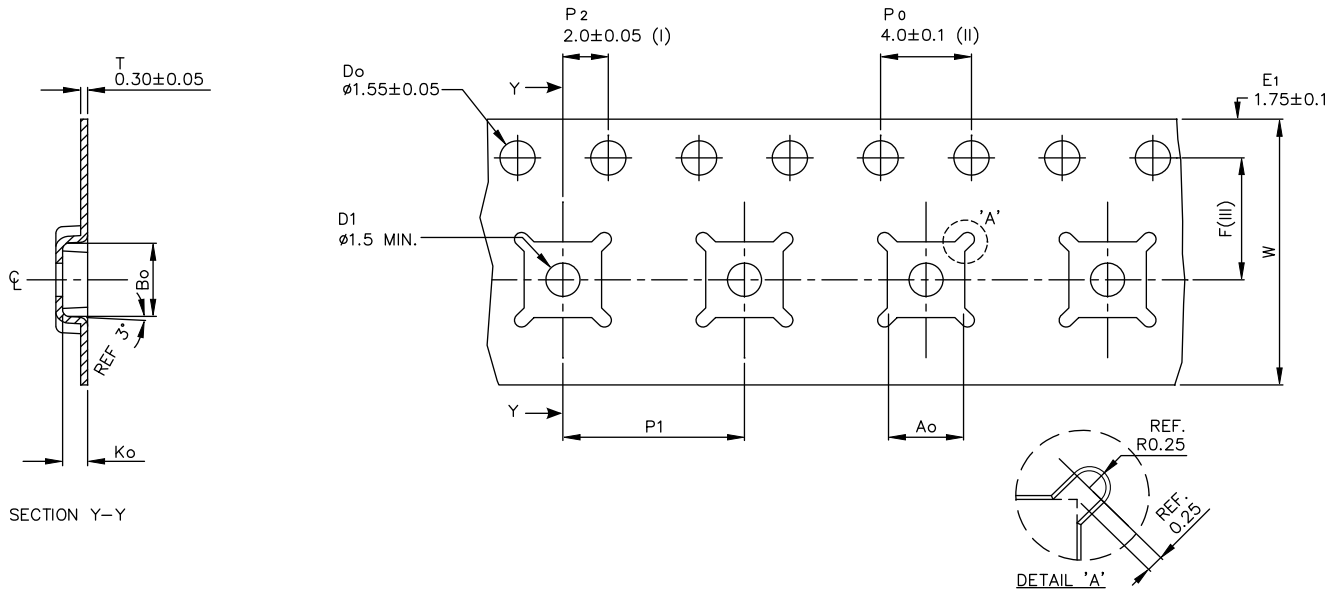 T
0.30±0.05
P2
2.0±0.05 (I)
Po
4.0±0.1 (II)
Do
ø1.55±0.05
Y
E1
1.75±0.1
D1
ø1.5 MIN.
'A'
F(III)
W
℄
Bo
REF 3°
Ko
Y
P1
Ao
SECTION Y-Y
REF.
R0.25
REF.
0.25
DETAIL 'A'